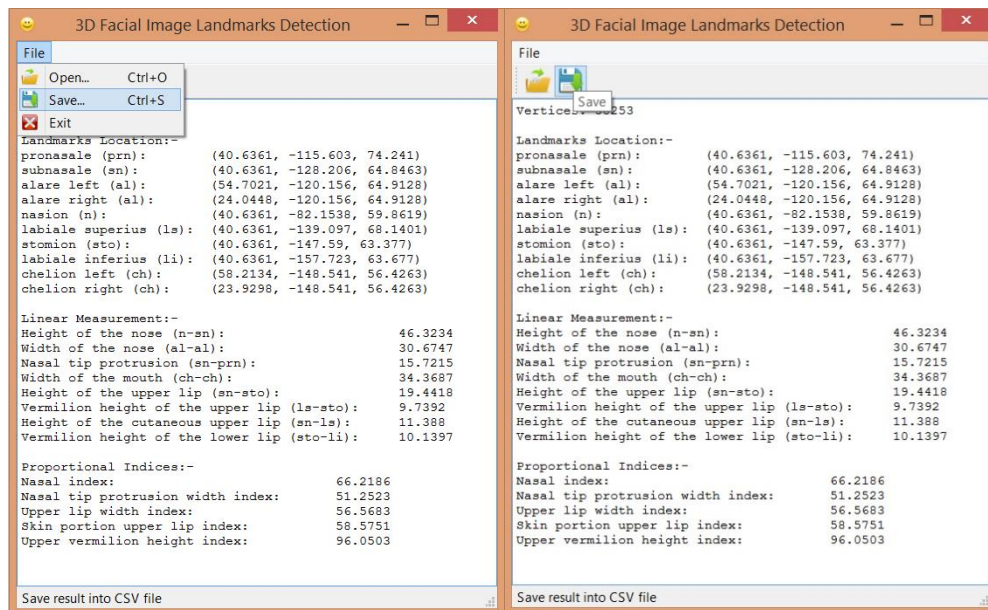 3D Facial Image Landmarks Detection
File
Open... Ctrl+O
Save... Ctrl+S
Exit
Landmarks Location:-
pronasale (prn): (40.6361, -115.603, 74.241)
subnasale (sn): (40.6361, -128.206, 64.8463)
alare left (al): (54.7021, -120.156, 64.9128)
alare right (al): (24.0448, -120.156, 64.9128)
nasion (n): (40.6361, -82.1538, 59.8619)
labiale superius (ls): (40.6361, -139.097, 68.1401)
stomion (sto): (40.6361, -147.59, 63.377)
labiale inferius (li): (40.6361, -157.723, 63.677)
chelion left (ch): (58.2134, -148.541, 56.4263)
chelion right (ch): (23.9298, -148.541, 56.4263)
Linear Measurement:-
Height of the nose (n-sn): 46.3234
Width of the nose (al-al): 30.6747
Nasal tip protrusion (sn-prn): 15.7215
Width of the mouth (ch-ch): 34.3687
Height of the upper lip (sn-sto): 19.4418
Vermilion height of the upper lip (ls-sto): 9.7392
Height of the cutaneous upper lip (sn-ls): 11.388
Vermilion height of the lower lip (sto-li): 10.1397
Proportional Indices:-
Nasal index: 66.2186
Nasal tip protrusion width index: 51.2523
Upper lip width index: 56.5683
Skin portion upper lip index: 58.5751
Upper vermilion height index: 96.0503
Save result into CSV file
3D Facial Image Landmarks Detection
File
Save
Landmarks Location:-
pronasale (prn): (40.6361, -115.603, 74.241)
subnasale (sn): (40.6361, -128.206, 64.8463)
alare left (al): (54.7021, -120.156, 64.9128)
alare right (al): (24.0448, -120.156, 64.9128)
nasion (n): (40.6361, -82.1538, 59.8619)
labiale superius (ls): (40.6361, -139.097, 68.1401)
stomion (sto): (40.6361, -147.59, 63.377)
labiale inferius (li): (40.6361, -157.723, 63.677)
chelion left (ch): (58.2134, -148.541, 56.4263)
chelion right (ch): (23.9298, -148.541, 56.4263)
Linear Measurement:-
Height of the nose (n-sn): 46.3234
Width of the nose (al-al): 30.6747
Nasal tip protrusion (sn-prn): 15.7215
Width of the mouth (ch-ch): 34.3687
Height of the upper lip (sn-sto): 19.4418
Vermilion height of the upper lip (ls-sto): 9.7392
Height of the cutaneous upper lip (sn-ls): 11.388
Vermilion height of the lower lip (sto-li): 10.1397
Proportional Indices:-
Nasal index: 66.2186
Nasal tip protrusion width index: 51.2523
Upper lip width index: 56.5683
Skin portion upper lip index: 58.5751
Upper vermilion height index: 96.0503
Save result into CSV file